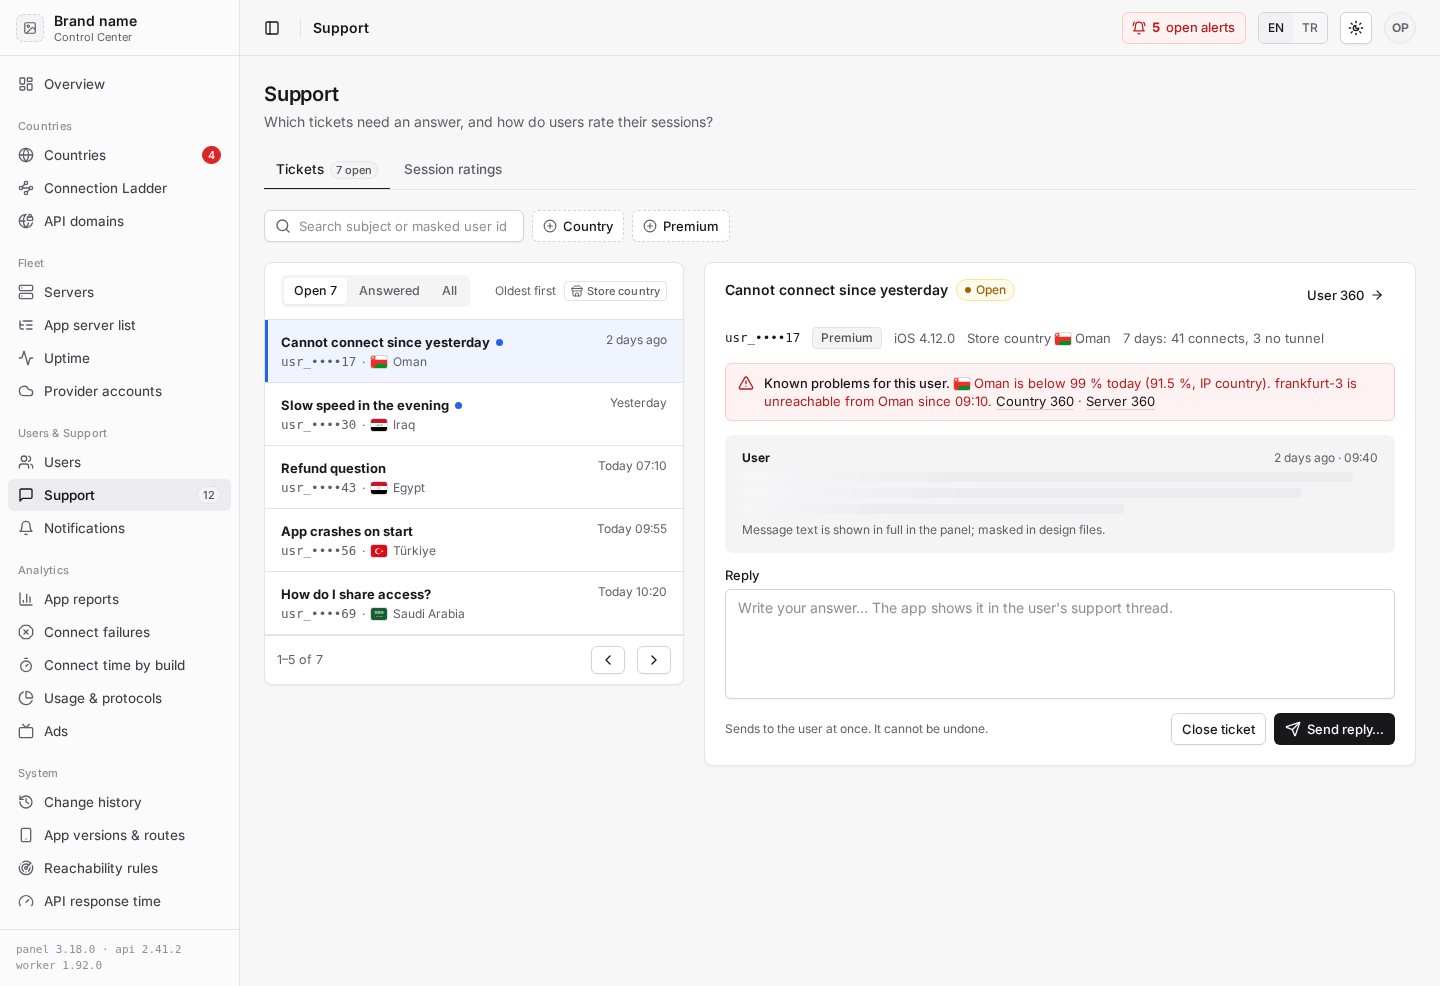 Brand name
Control Center
Support
5 open alerts
EN TR
OP
Overview
Countries
Countries 4
Connection Ladder
API domains
Fleet
Servers
App server list
Uptime
Provider accounts
Users & Support
Users
Support 12
Notifications
Analytics
App reports
Connect failures
Connect time by build
Usage & protocols
Ads
System
Change history
App versions & routes
Reachability rules
API response time
panel 3.18.0 · api 2.41.2
worker 1.92.0
Support
Which tickets need an answer, and how do users rate their sessions?
Tickets 7 open Session ratings
Search subject or masked user id
Country
Premium
Open 7 Answered All Oldest first Store country
Cannot connect since yesterday 2 days ago
usr_••••17 · Oman
Slow speed in the evening Yesterday
usr_••••30 · Iraq
Refund question Today 07:10
usr_••••43 · Egypt
App crashes on start Today 09:55
usr_••••56 · Türkiye
How do I share access? Today 10:20
usr_••••69 · Saudi Arabia
1–5 of 7
Cannot connect since yesterday Open User 360
usr_••••17 Premium iOS 4.12.0 Store country Oman 7 days: 41 connects, 3 no tunnel
Known problems for this user. Oman is below 99 % today (91.5 %, IP country). frankfurt-3 is
unreachable from Oman since 09:10. Country 360 · Server 360
User 2 days ago · 09:40
Message text is shown in full in the panel; masked in design files.
Reply
Write your answer... The app shows it in the user's support thread.
Sends to the user at once. It cannot be undone.
Close ticket
Send reply...